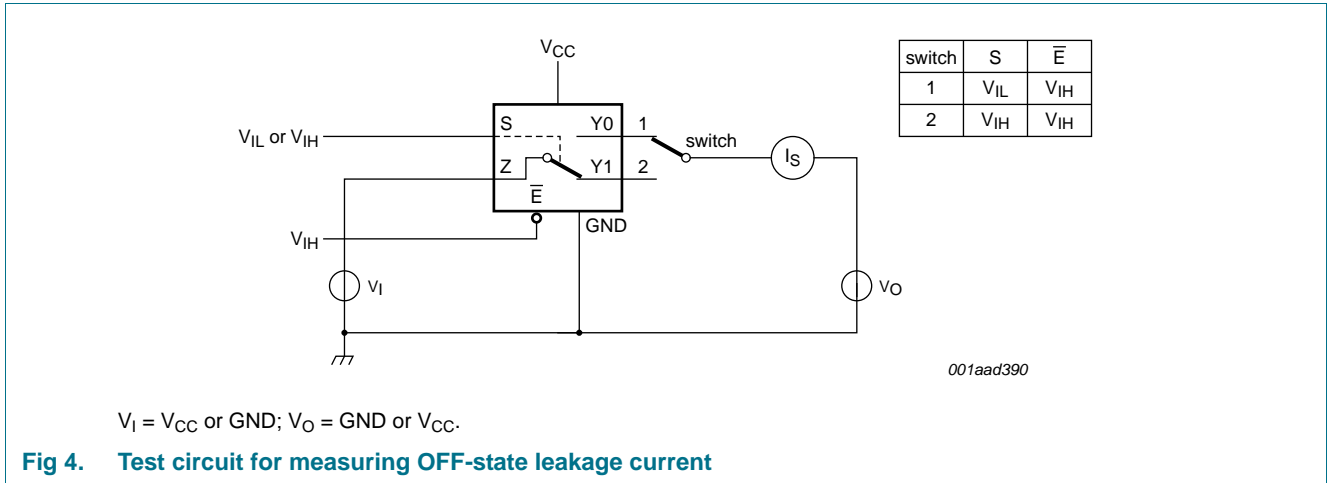 VCC
switch S E̅
1 VIL VIH
2 VIH VIH
VIL or VIH
S Y0 1
switch
IS
Z Y1 2
E̅
GND
VIH
VI
VO
001aad390
VI = VCC or GND; VO = GND or VCC.
Fig 4. Test circuit for measuring OFF-state leakage current